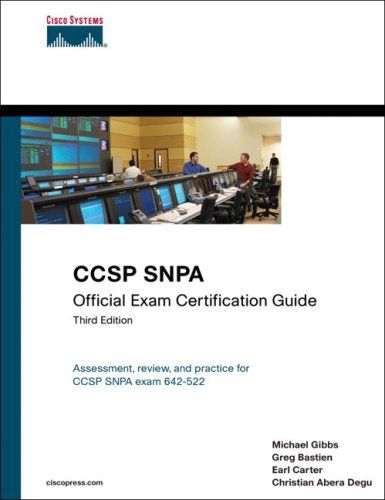 CISCO SYSTEMS
CCSP SNPA
Official Exam Certification Guide
Third Edition
Assessment, review, and practice for
CCSP SNPA exam 642-522
Michael Gibbs
Greg Bastien
Earl Carter
Christian Abera Degu
ciscopress.com